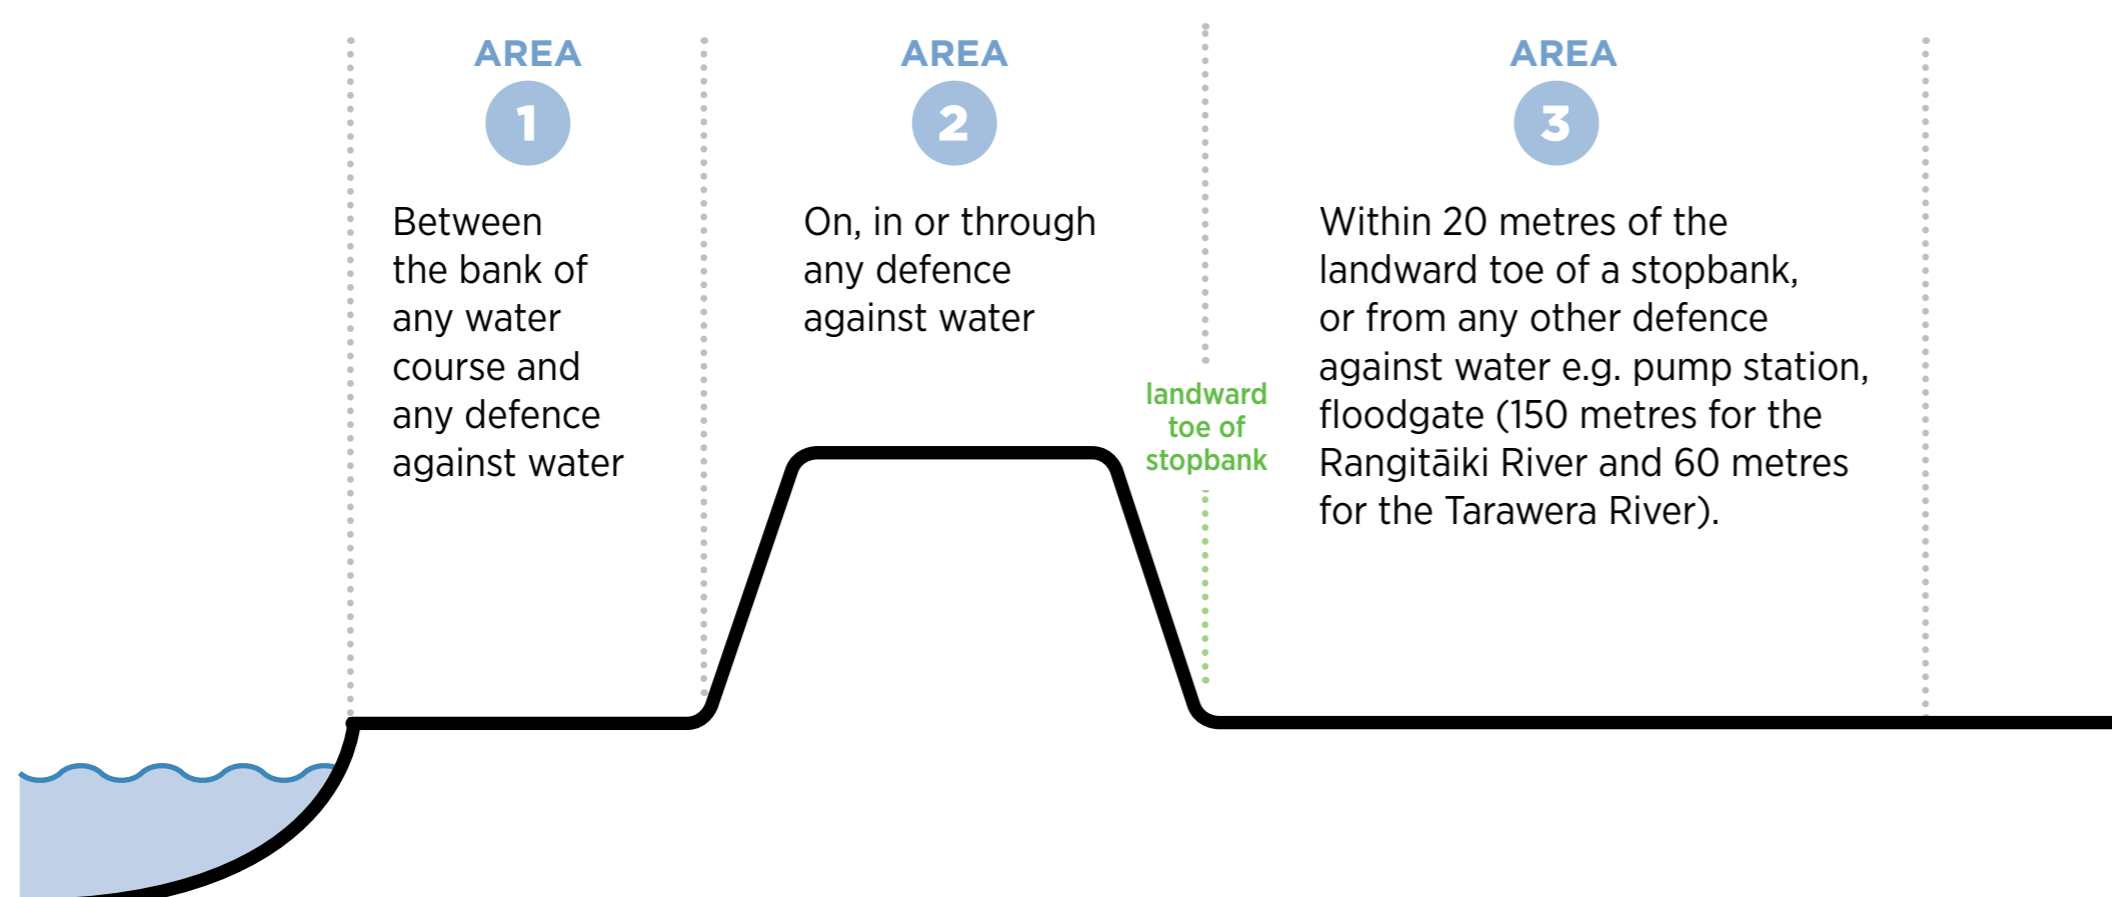 AREA
1
Between
the bank of
any water
course and
any defence
against water
AREA
2
On, in or through
any defence
against water
landward
toe of
stopbank
AREA
3
Within 20 metres of the
landward toe of a stopbank,
or from any other defence
against water e.g. pump station,
floodgate (150 metres for the
Rangitāiki River and 60 metres
for the Tarawera River).